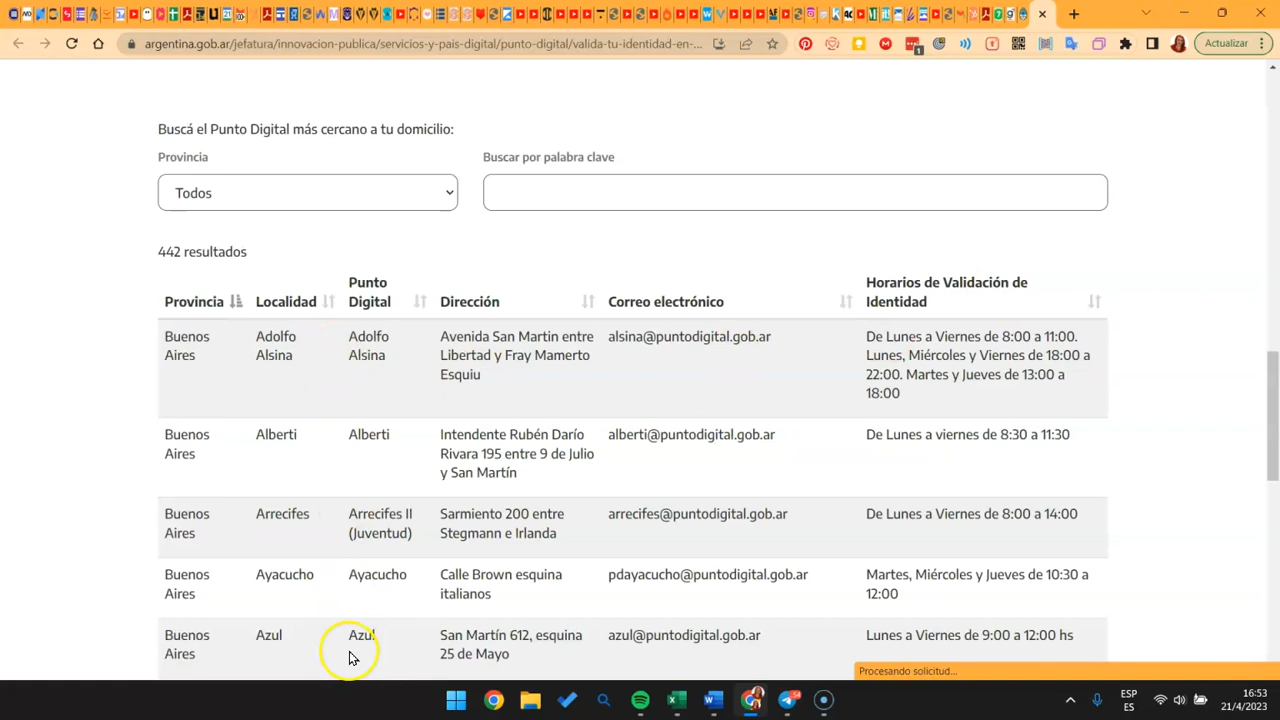 argentina.gob.ar/jefatura/innovacion-publica/servicios-y-pais-digital/punto-digital/valida-tu-identidad-en-...
Actualizar
1
Buscá el Punto Digital más cercano a tu domicilio:
Provincia
Buscar por palabra clave
Todos
442 resultados
Provincia
Localidad
Punto
Digital
Dirección
Correo electrónico
Horarios de Validación de
Identidad
Buenos
Aires
Adolfo
Alsina
Adolfo
Alsina
Avenida San Martin entre
Libertad y Fray Mamerto
Esquiu
alsina@puntodigital.gob.ar
De Lunes a Viernes de 8:00 a 11:00.
Lunes, Miércoles y Viernes de 18:00 a
22:00. Martes y Jueves de 13:00 a
18:00
Buenos
Aires
Alberti
Alberti
Intendente Rubén Darío
Rivara 195 entre 9 de Julio
y San Martín
alberti@puntodigital.gob.ar
De Lunes a viernes de 8:30 a 11:30
Buenos
Aires
Arrecifes
Arrecifes II
(Juventud)
Sarmiento 200 entre
Stegmann e Irlanda
arrecifes@puntodigital.gob.ar
De Lunes a Viernes de 8:00 a 14:00
Buenos
Aires
Ayacucho
Ayacucho
Calle Brown esquina
italianos
pdayacucho@puntodigital.gob.ar
Martes, Miércoles y Jueves de 10:30 a
12:00
Buenos
Aires
Azul
Azul
San Martín 612, esquina
25 de Mayo
azul@puntodigital.gob.ar
Lunes a Viernes de 9:00 a 12:00 hs
Procesando solicitud...
ESP
ES
16:53
21/4/2023